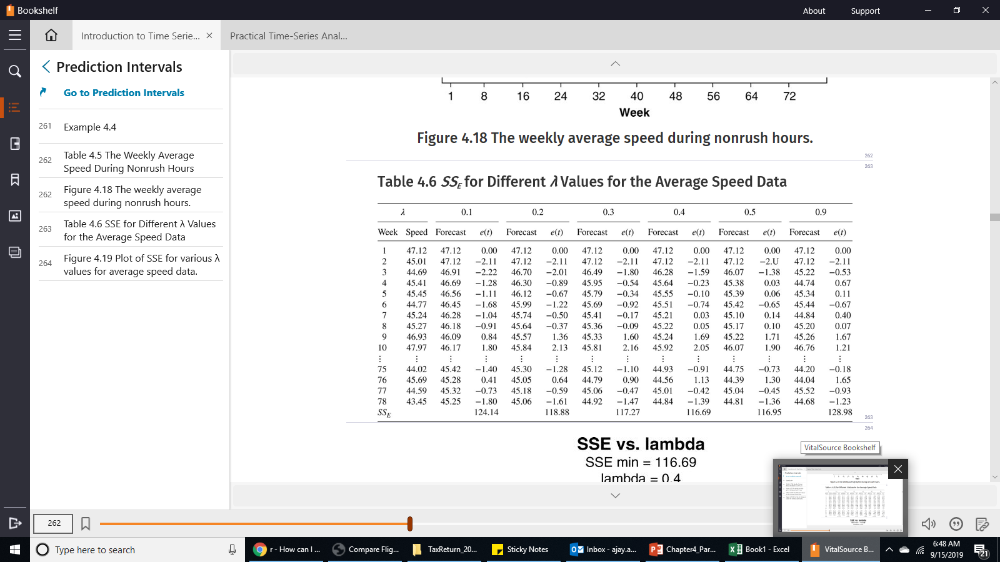 Bookshelf
About Support
Introduction to Time Serie... Practical Time-Series Anal...
Prediction Intervals
Go to Prediction Intervals
261 Example 4.4
262 Table 4.5 The Weekly Average
Speed During Nonrush Hours
262 Figure 4.18 The weekly average
speed during nonrush hours.
263 Table 4.6 SSE for Different λ Values
for the Average Speed Data
264 Figure 4.19 Plot of SSE for various λ
values for average speed data.
1 8 16 24 32 40 48 56 64 72
Week
Figure 4.18 The weekly average speed during nonrush hours.
262
263
Table 4.6 SSE for Different λ Values for the Average Speed Data
λ 0.1 0.2 0.3 0.4 0.5 0.9
Week Speed Forecast e(t) Forecast e(t) Forecast e(t) Forecast e(t) Forecast e(t) Forecast e(t)
1 47.12 47.12 0.00 47.12 0.00 47.12 0.00 47.12 0.00 47.12 0.00 47.12 0.00
2 45.01 47.12 −2.11 47.12 −2.11 47.12 −2.11 47.12 −2.11 47.12 −2.U 47.12 −2.11
3 44.69 46.91 −2.22 46.70 −2.01 46.49 −1.80 46.28 −1.59 46.07 −1.38 45.22 −0.53
4 45.41 46.69 −1.28 46.30 −0.89 45.95 −0.54 45.64 −0.23 45.38 0.03 44.74 0.67
5 45.45 46.56 −1.11 46.12 −0.67 45.79 −0.34 45.55 −0.10 45.39 0.06 45.34 0.11
6 44.77 46.45 −1.68 45.99 −1.22 45.69 −0.92 45.51 −0.74 45.42 −0.65 45.44 −0.67
7 45.24 46.28 −1.04 45.74 −0.50 45.41 −0.17 45.21 0.03 45.10 0.14 44.84 0.40
8 45.27 46.18 −0.91 45.64 −0.37 45.36 −0.09 45.22 0.05 45.17 0.10 45.20 0.07
9 46.93 46.09 0.84 45.57 1.36 45.33 1.60 45.24 1.69 45.22 1.71 45.26 1.67
10 47.97 46.17 1.80 45.84 2.13 45.81 2.16 45.92 2.05 46.07 1.90 46.76 1.21
⋮ ⋮ ⋮ ⋮ ⋮ ⋮ ⋮ ⋮ ⋮ ⋮ ⋮ ⋮ ⋮ ⋮
75 44.02 45.42 −1.40 45.30 −1.28 45.12 −1.10 44.93 −0.91 44.75 −0.73 44.20 −0.18
76 45.69 45.28 0.41 45.05 0.64 44.79 0.90 44.56 1.13 44.39 1.30 44.04 1.65
77 44.59 45.32 −0.73 45.18 −0.59 45.06 −0.47 45.01 −0.42 45.04 −0.45 45.52 −0.93
78 43.45 45.25 −1.80 45.06 −1.61 44.92 −1.47 44.84 −1.39 44.81 −1.36 44.68 −1.23
SSE 124.14 118.88 117.27 116.69 116.95 128.98
263
264
SSE vs. lambda
SSE min = 116.69
lambda = 0.4
VitalSource Bookshelf
262
Type here to search
r - How can I ... Compare Flig... TaxReturn_20... Sticky Notes Inbox - ajay.a... Chapter4_Par... Book1 - Excel VitalSource B...
6:48 AM
9/15/2019
21